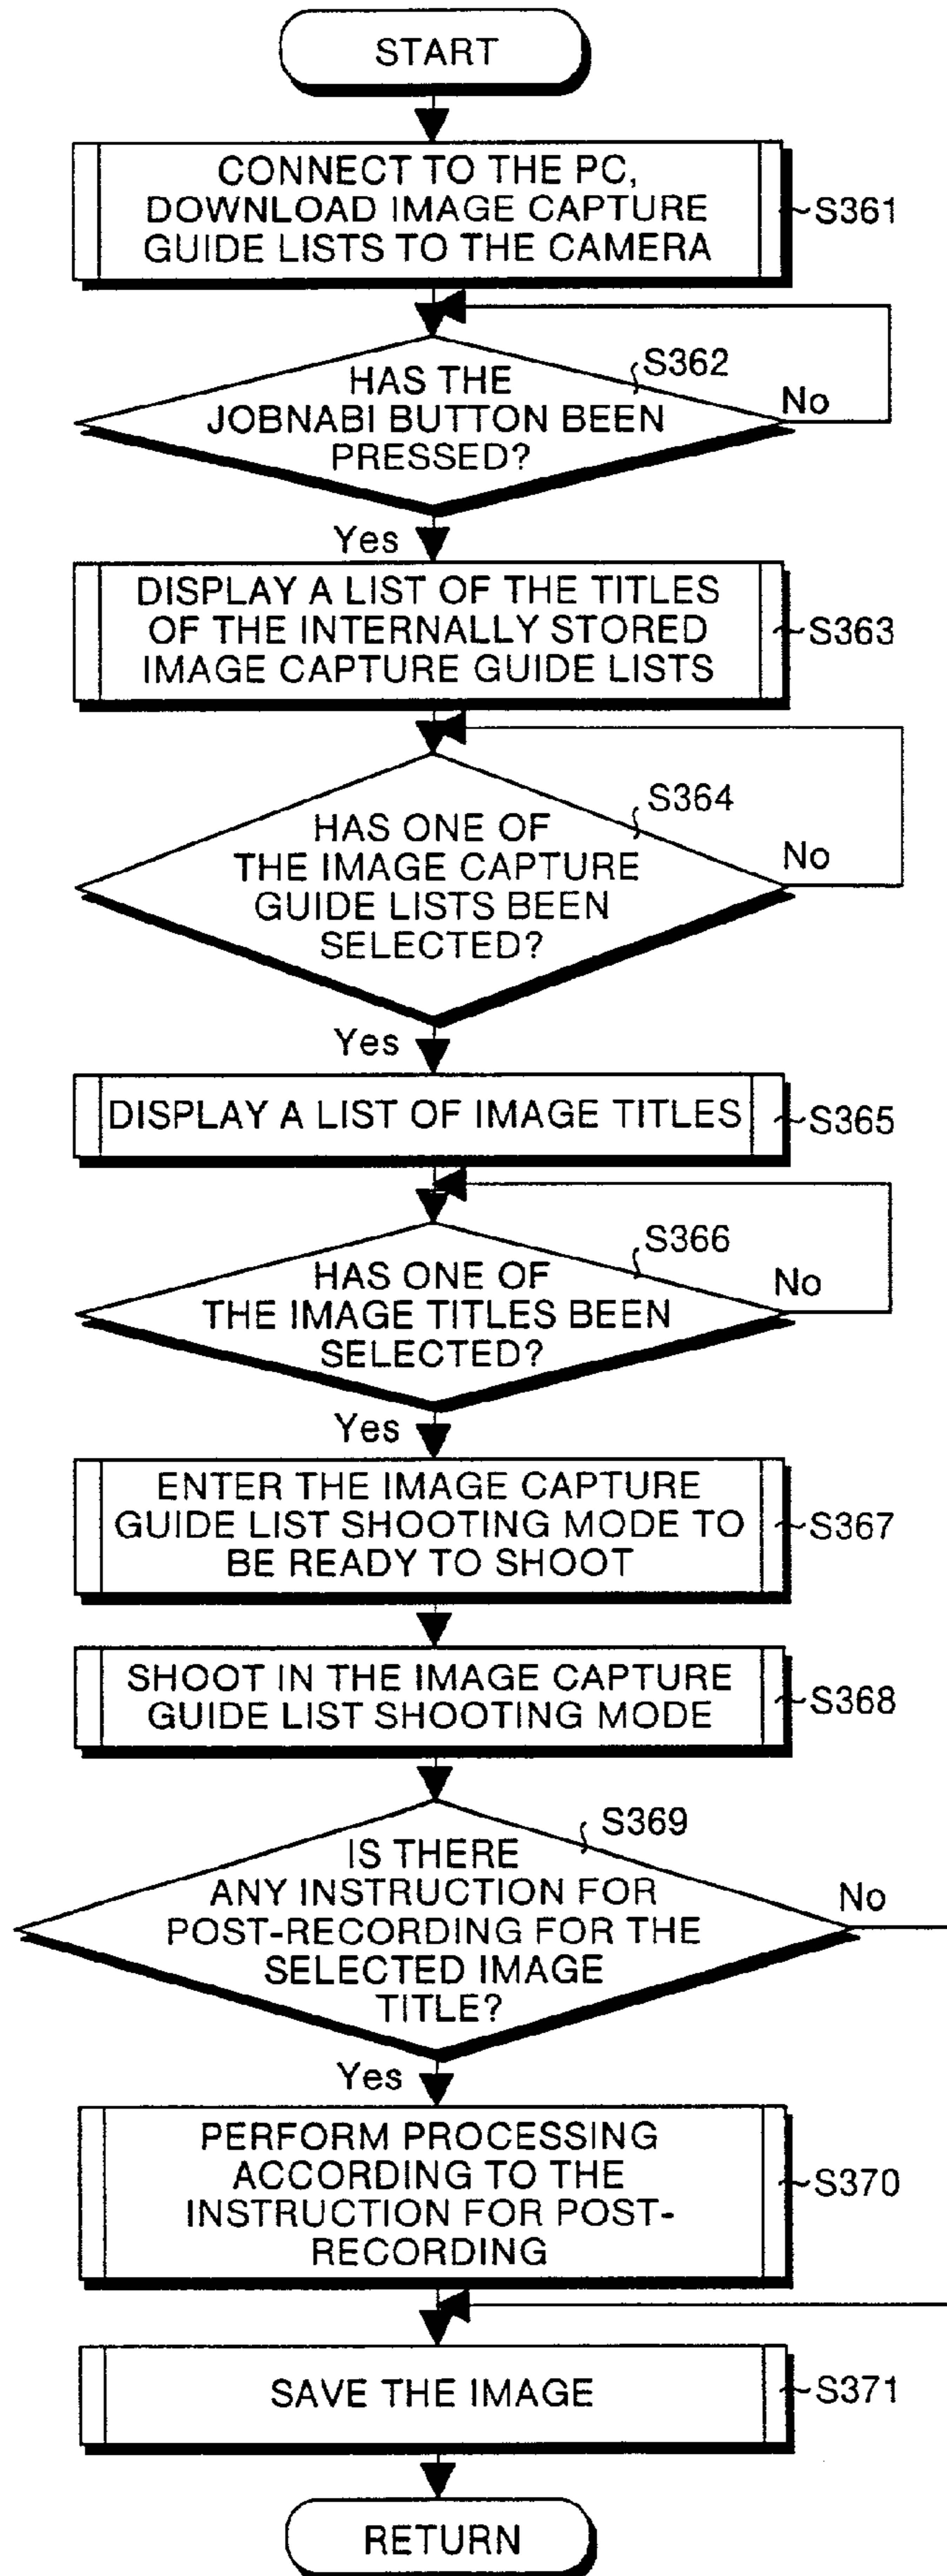 START
CONNECT TO THE PC,
DOWNLOAD IMAGE CAPTURE
GUIDE LISTS TO THE CAMERA
S361
S362
HAS THE
JOBNABI BUTTON BEEN
PRESSED?
No
Yes
DISPLAY A LIST OF THE TITLES
OF THE INTERNALLY STORED
IMAGE CAPTURE GUIDE LISTS
S363
S364
HAS ONE OF
THE IMAGE CAPTURE
GUIDE LISTS BEEN
SELECTED?
No
Yes
DISPLAY A LIST OF IMAGE TITLES
S365
S366
HAS ONE OF
THE IMAGE TITLES BEEN
SELECTED?
No
Yes
ENTER THE IMAGE CAPTURE
GUIDE LIST SHOOTING MODE TO
BE READY TO SHOOT
S367
SHOOT IN THE IMAGE CAPTURE
GUIDE LIST SHOOTING MODE
S368
S369
IS THERE
ANY INSTRUCTION FOR
POST-RECORDING FOR THE
SELECTED IMAGE
TITLE?
No
Yes
PERFORM PROCESSING
ACCORDING TO THE
INSTRUCTION FOR POST-
RECORDING
S370
SAVE THE IMAGE
S371
RETURN